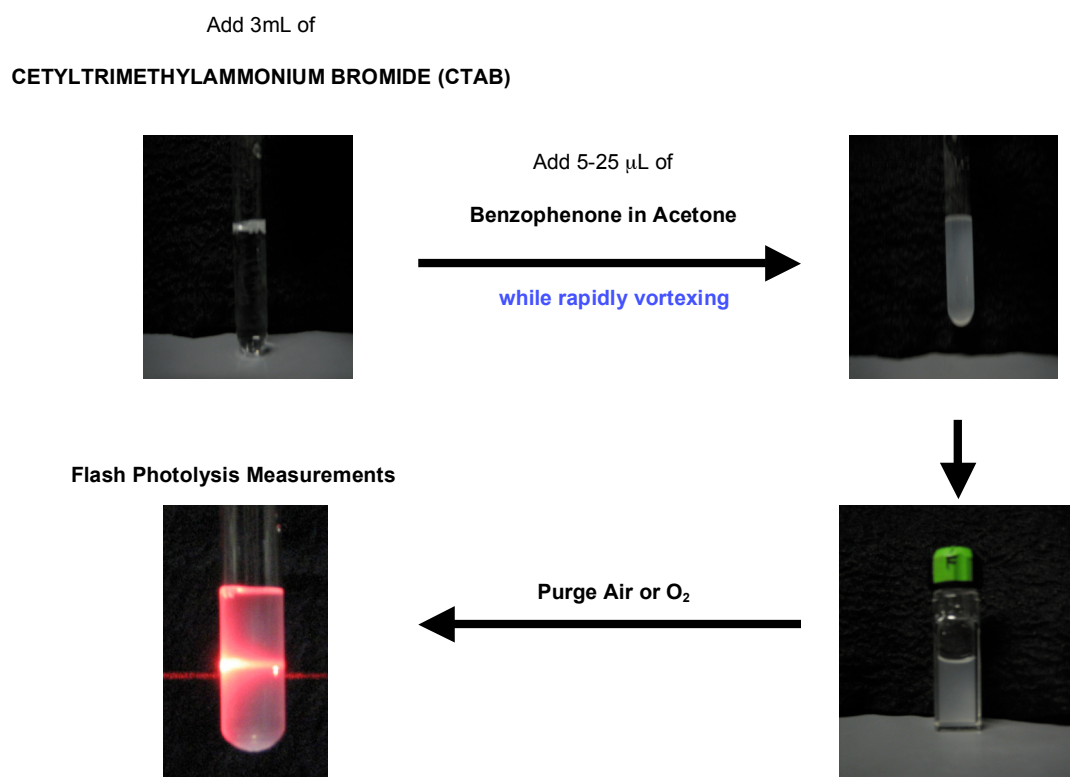 Add 3mL of
CETYLTRIMETHYLAMMONIUM BROMIDE (CTAB)
Add 5-25 μL of
Benzophenone in Acetone
while rapidly vortexing
Flash Photolysis Measurements
Purge Air or O₂
F